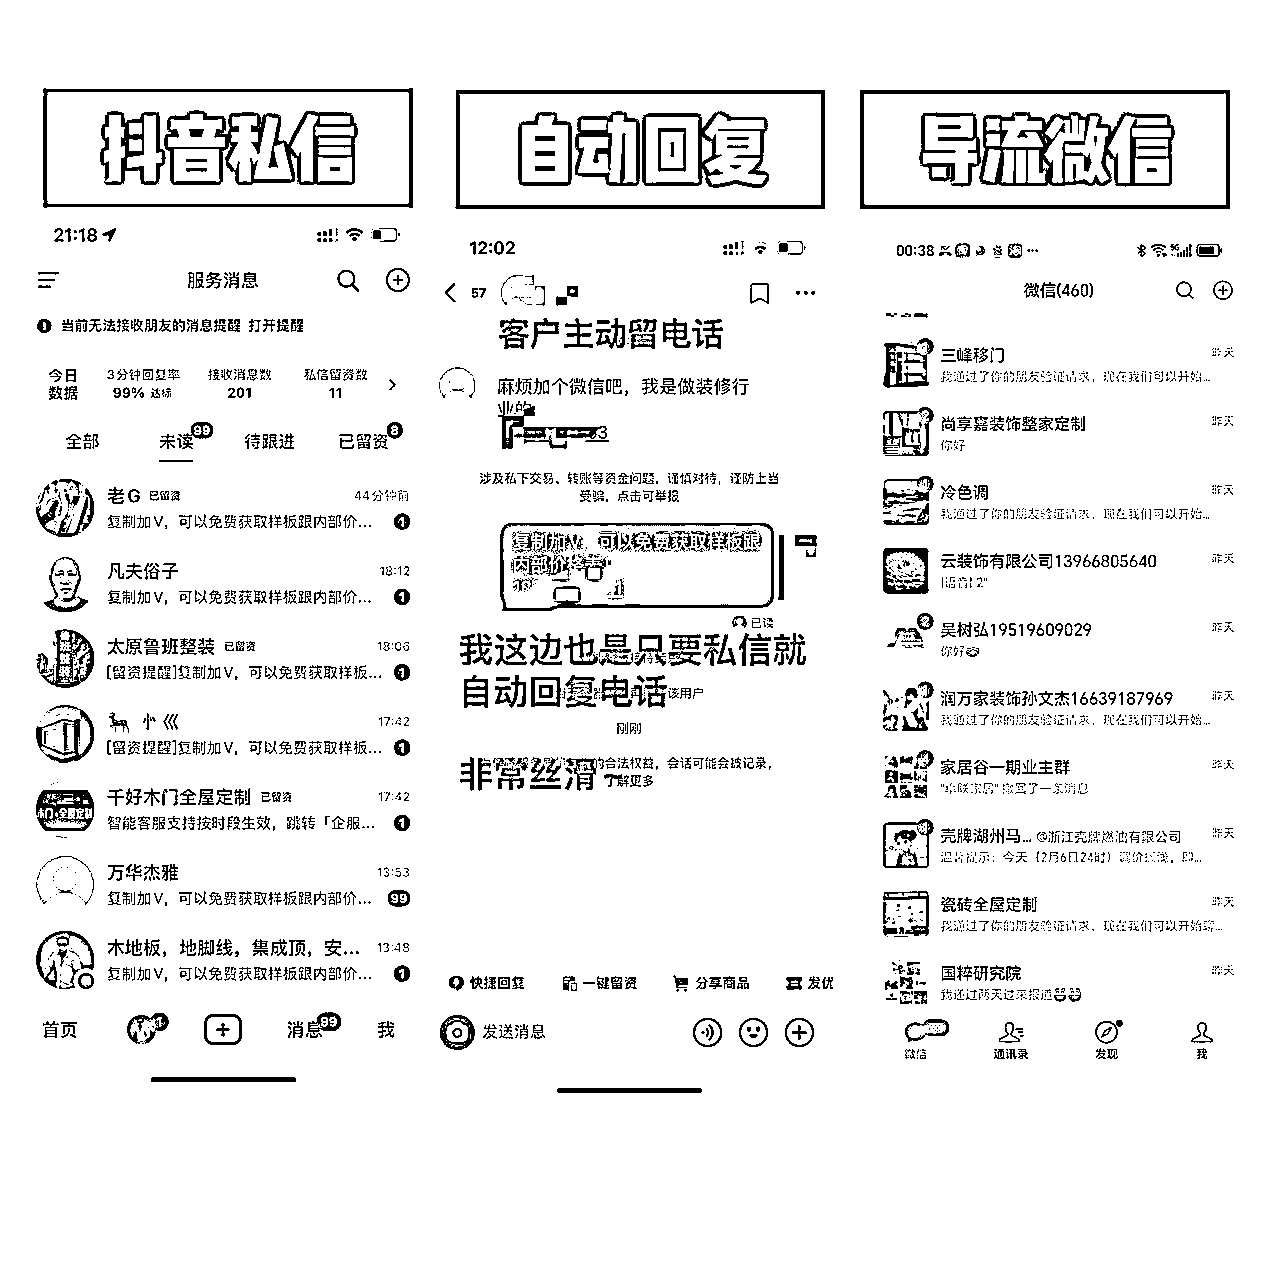 抖音私信
自动回复
导流微信
21:18
服务消息
当前无法接收朋友的消息提醒 打开提醒
今日数据
3分钟回复率
99% 达标
接收消息数
201
私信留资数
11
全部
未读
99
待跟进
已留资
8
老G 已留资
44分钟前
复制加V，可以免费获取样板跟内部价...
1
凡夫俗子
18:12
复制加V，可以免费获取样板跟内部价...
1
太原鲁班整装 已留资
18:06
[留资提醒]复制加V，可以免费获取样板...
1
17:42
[留资提醒]复制加V，可以免费获取样板...
1
千好木门全屋定制 已留资
17:42
智能客服支持按时段生效，跳转「企服...
1
万华杰雅
13:53
复制加V，可以免费获取样板跟内部价...
99
木地板，地脚线，集成顶，安...
13:48
复制加V，可以免费获取样板跟内部价...
1
首页
消息
99
我
12:02
57
客户主动留电话
麻烦加个微信吧，我是做装修行
业的
涉及私下交易、转账等资金问题，谨慎对待，谨防上当
受骗，点击可举报
复制加V，可以免费获取样板跟
内部价格表
已读
我这边也是只要私信就
自动回复电话
该用户
刚刚
非常丝滑
的合法权益，会话可能会被记录，
了解更多
快捷回复
一键留资
分享商品
发优
发送消息
00:38
微信(460)
三峰移门
昨天
我通过了你的朋友验证请求，现在我们可以开始...
尚享嘉装饰整家定制
昨天
你好
冷色调
昨天
我通过了你的朋友验证请求，现在我们可以开始...
云装饰有限公司13966805640
昨天
[语音] 2"
吴树弘19519609029
昨天
你好
润万家装饰孙文杰16639187969
昨天
我通过了你的朋友验证请求，现在我们可以开始...
家居谷一期业主群
昨天
撤回了一条消息
壳牌湖州马... @浙江壳牌燃油有限公司
昨天
温馨提示：今天（2月6日24时）
瓷砖全屋定制
昨天
我通过了你的朋友验证请求，现在我们可以开始聊...
国粹研究院
昨天
我还过两天过来报道
微信
通讯录
发现
我